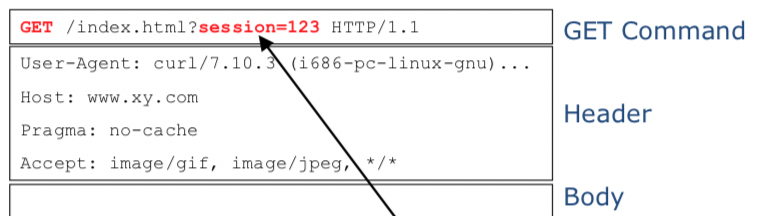 GET /index.html?session=123 HTTP/1.1
GET Command
User-Agent: curl/7.10.3 (i686-pc-linux-gnu)...
Host: www.xy.com
Header
Pragma: no-cache
Accept: image/gif, image/jpeg, */*
Body